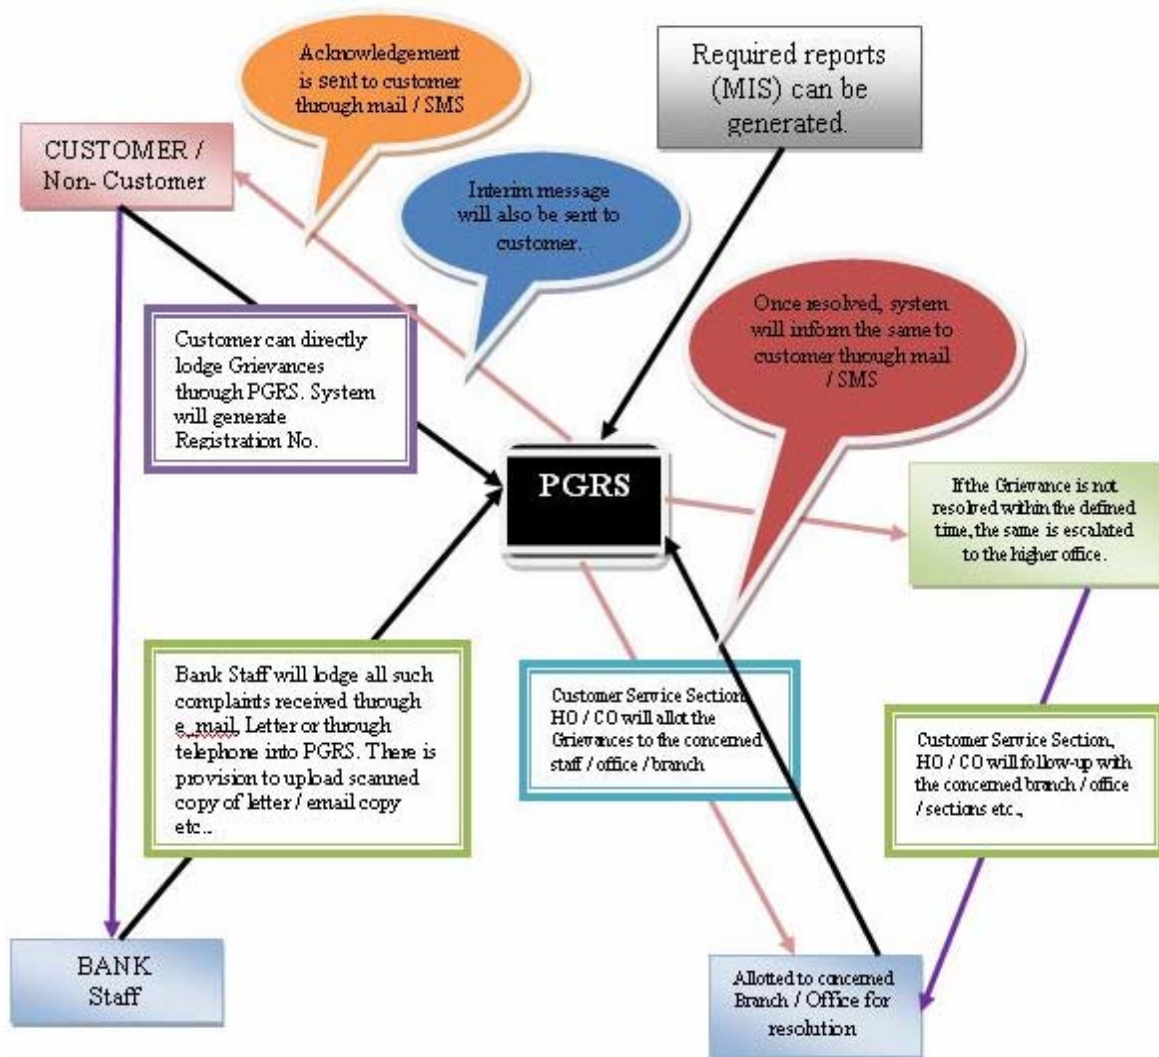 Acknowledgement
is sent to customer
through mail / SMS
Required reports
(MIS) can be
generated.
CUSTOMER /
Non- Customer
Interim message
will also be sent to
customer.
Once resolved, system
will inform the same to
customer through mail
/ SMS
Customer can directly
lodge Grievances
through PGRS. System
will generate
Registration No.
PGRS
If the Grievance is not
resolved within the defined
time, the same is escalated
to the higher office.
Bank Staff will lodge all such
complaints received through
e_mail, Letter or through
telephone into PGRS. There is
provision to upload scanned
copy of letter / email copy
etc..
Customer Service Section,
HO / CO will allot the
Grievances to the concerned
staff / office / branch
Customer Service Section,
HO / CO will follow-up with
the concerned branch / office
/ sections etc.,
BANK
Staff
Allotted to concerned
Branch / Office for
resolution